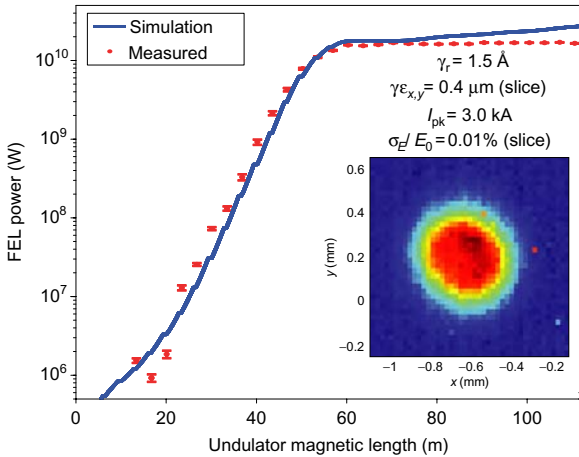 Simulation
Measured
γr = 1.5 Å
γεx,y = 0.4 μm (slice)
Ipk = 3.0 kA
σE/ E0 = 0.01% (slice)
FEL power (W)
10^10
10^9
10^8
10^7
10^6
0 20 40 60 80 100
Undulator magnetic length (m)
y (mm)
0.6
0.4
0.2
0
−0.2
−1 −0.8 −0.6 −0.4 −0.2
x (mm)